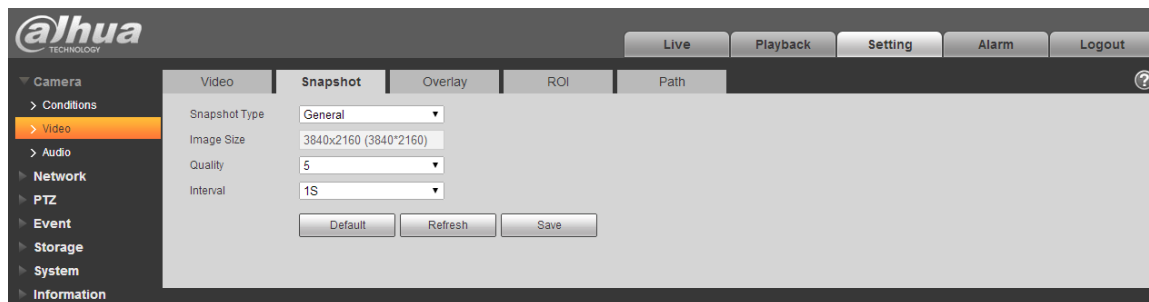 alhua
TECHNOLOGY
Live Playback Setting Alarm Logout
Camera
Conditions
Video
Audio
Network
PTZ
Event
Storage
System
Information
Video Snapshot Overlay ROI Path
?
Snapshot Type General
Image Size 3840x2160 (3840*2160)
Quality 5
Interval 1S
Default Refresh Save